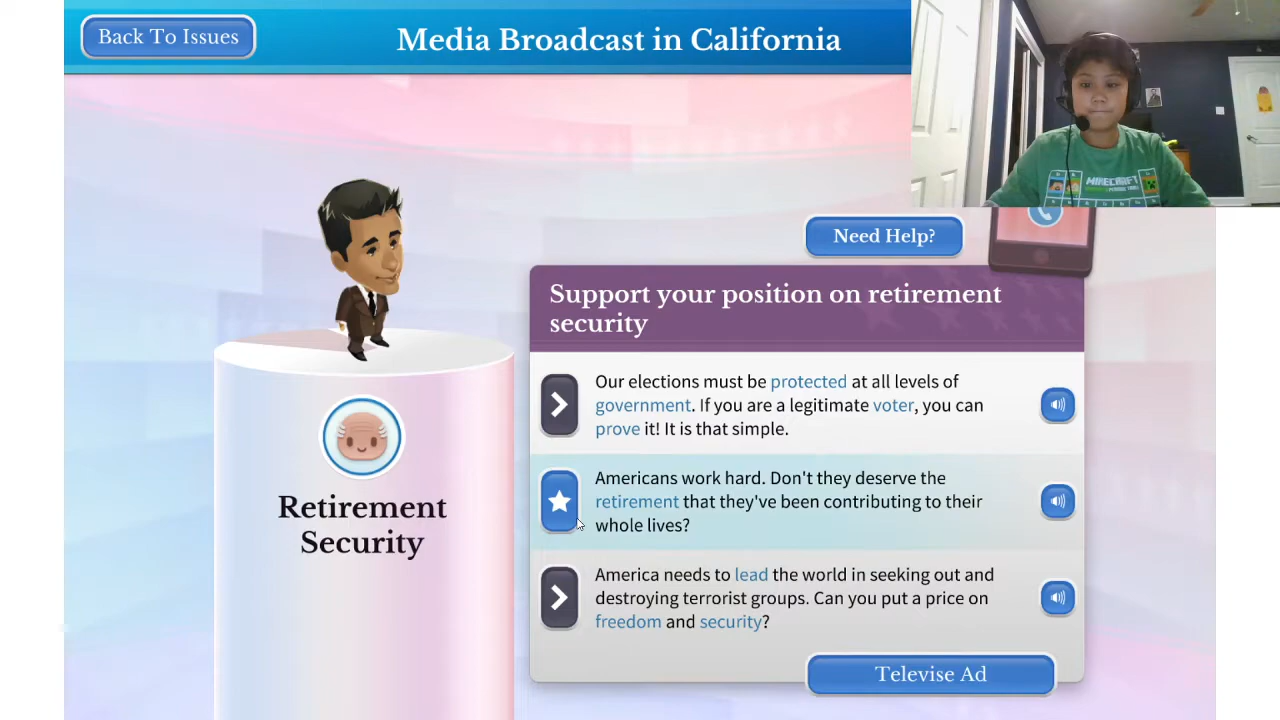 Back To Issues
Media Broadcast in California
MINECRAFT
Need Help?
Support your position on retirement
security
Our elections must be protected at all levels of
government. If you are a legitimate voter, you can
prove it! It is that simple.
Americans work hard. Don't they deserve the
retirement that they've been contributing to their
whole lives?
America needs to lead the world in seeking out and
destroying terrorist groups. Can you put a price on
freedom and security?
Retirement
Security
Televise Ad